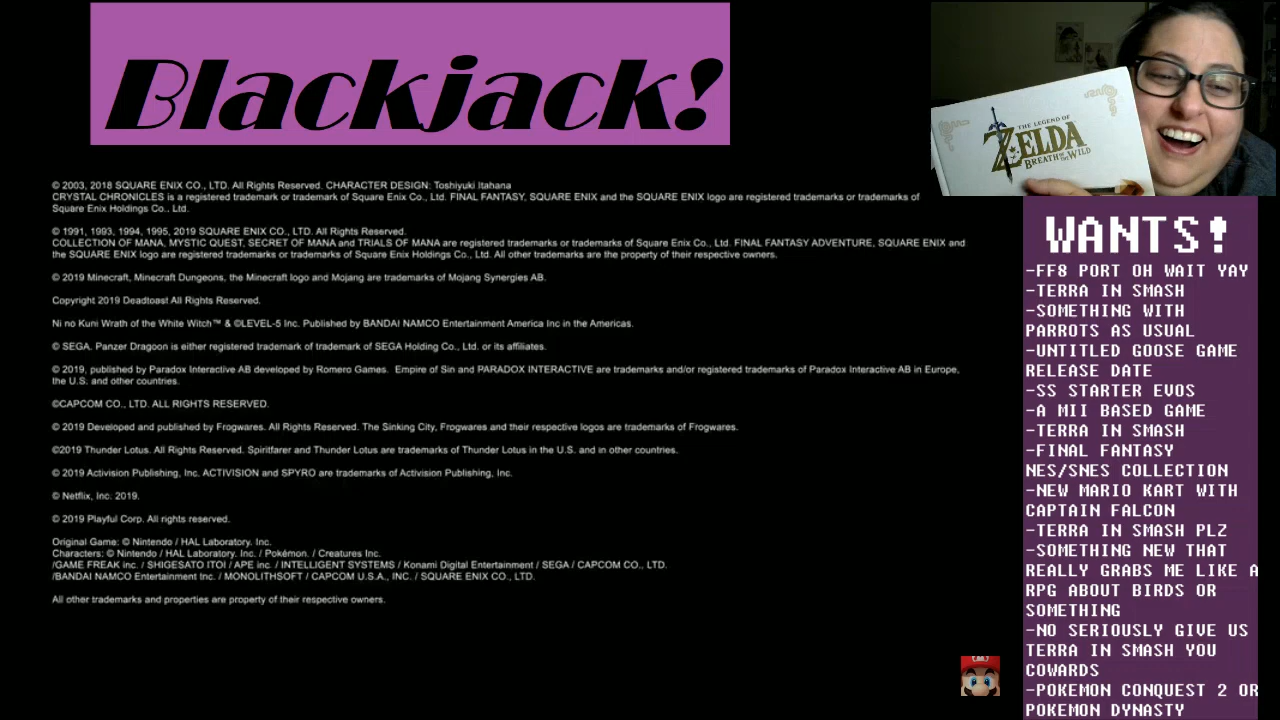 Blackjack!
THE LEGEND OF
ZELDA
BREATH OF THE WILD
© 2003, 2018 SQUARE ENIX CO., LTD. All Rights Reserved. CHARACTER DESIGN: Toshiyuki Itahana
CRYSTAL CHRONICLES is a registered trademark or trademark of Square Enix Co., Ltd. FINAL FANTASY, SQUARE ENIX and the SQUARE ENIX logo are registered trademarks or trademarks of
Square Enix Holdings Co., Ltd.
© 1991, 1993, 1994, 1995, 2019 SQUARE ENIX CO., LTD. All Rights Reserved.
COLLECTION OF MANA, MYSTIC QUEST, SECRET OF MANA and TRIALS OF MANA are registered trademarks or trademarks of Square Enix Co., Ltd. FINAL FANTASY ADVENTURE, SQUARE ENIX and
the SQUARE ENIX logo are registered trademarks or trademarks of Square Enix Holdings Co., Ltd. All other trademarks are the property of their respective owners.
© 2019 Minecraft, Minecraft Dungeons, the Minecraft logo and Mojang are trademarks of Mojang Synergies AB.
Copyright 2019 Deadtoast All Rights Reserved.
Ni no Kuni Wrath of the White Witch™ & ©LEVEL-5 Inc. Published by BANDAI NAMCO Entertainment America Inc in the Americas.
© SEGA. Panzer Dragoon is either registered trademark of trademark of SEGA Holding Co., Ltd. or its affiliates.
© 2019, published by Paradox Interactive AB developed by Romero Games. Empire of Sin and PARADOX INTERACTIVE are trademarks and/or registered trademarks of Paradox Interactive AB in Europe,
the U.S. and other countries.
©CAPCOM CO., LTD. ALL RIGHTS RESERVED.
© 2019 Developed and published by Frogwares. All Rights Reserved. The Sinking City, Frogwares and their respective logos are trademarks of Frogwares.
©2019 Thunder Lotus. All Rights Reserved. Spiritfarer and Thunder Lotus are trademarks of Thunder Lotus in the U.S. and in other countries.
© 2019 Activision Publishing, Inc. ACTIVISION and SPYRO are trademarks of Activision Publishing, Inc.
© Netflix, Inc. 2019.
© 2019 Playful Corp. All rights reserved.
Original Game: © Nintendo / HAL Laboratory, Inc.
Characters: © Nintendo / HAL Laboratory, Inc. / Pokémon. / Creatures Inc.
/GAME FREAK inc. / SHIGESATO ITOI / APE inc. / INTELLIGENT SYSTEMS / Konami Digital Entertainment / SEGA / CAPCOM CO., LTD.
/BANDAI NAMCO Entertainment Inc. / MONOLITHSOFT / CAPCOM U.S.A., INC. / SQUARE ENIX CO., LTD.
All other trademarks and properties are property of their respective owners.
WANTS!
-FF8 PORT OH WAIT YAY
-TERRA IN SMASH
-SOMETHING WITH
PARROTS AS USUAL
-UNTITLED GOOSE GAME
RELEASE DATE
-SS STARTER EVOS
-A MII BASED GAME
-TERRA IN SMASH
-FINAL FANTASY
NES/SNES COLLECTION
-NEW MARIO KART WITH
CAPTAIN FALCON
-TERRA IN SMASH PLZ
-SOMETHING NEW THAT
REALLY GRABS ME LIKE A
RPG ABOUT BIRDS OR
SOMETHING
-NO SERIOUSLY GIVE US
TERRA IN SMASH YOU
COWARDS
-POKEMON CONQUEST 2 OR
POKEMON DYNASTY